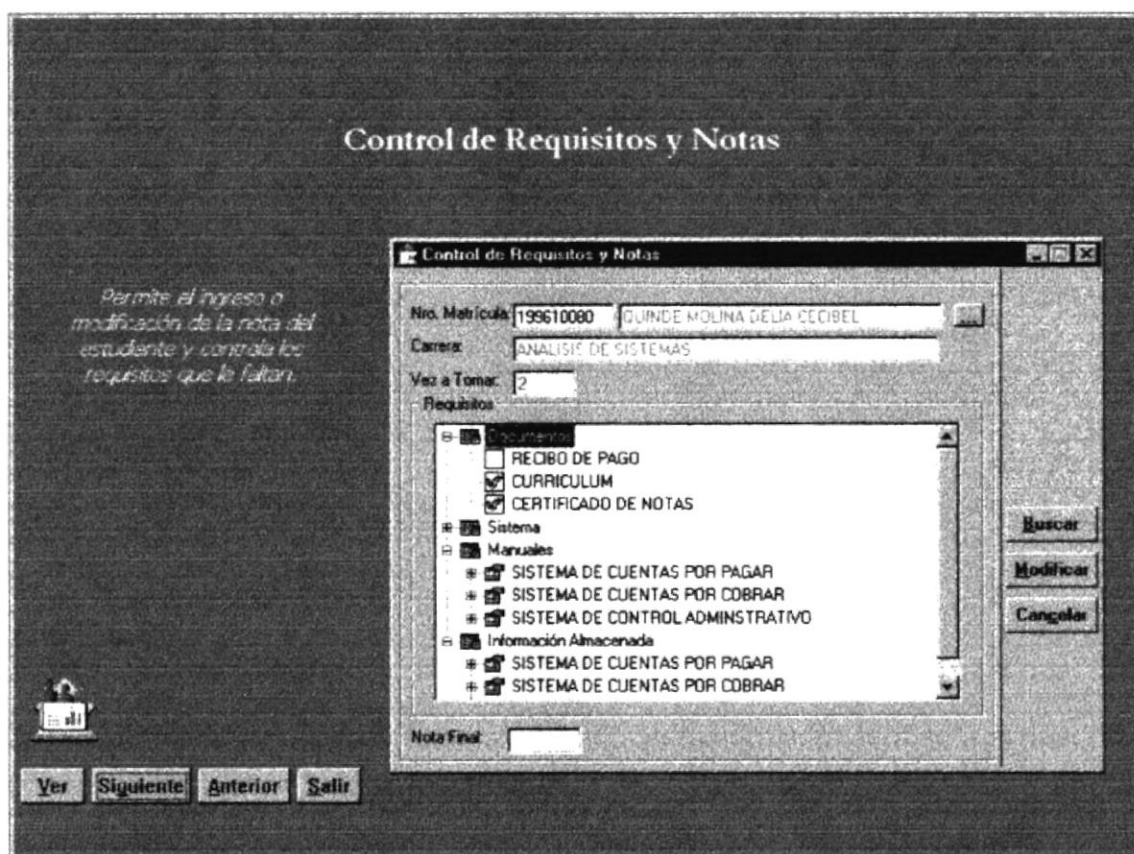 Control de Requisitos y Notas
Permite el ingreso o
modificación de la nota del
estudiante y controla los
requisitos que le faltan.
Control de Requisitos y Notas
Nro. Matrícula: 199610080 QUINDE MOLINA DELIA CECIBEL ...
Carrera: ANALISIS DE SISTEMAS
Vez a Tomar: 2
Requisitos
Documentos
RECIBO DE PAGO
CURRICULUM
CERTIFICADO DE NOTAS
Sistema
Manuales
SISTEMA DE CUENTAS POR PAGAR
SISTEMA DE CUENTAS POR COBRAR
SISTEMA DE CONTROL ADMINSTRATIVO
Información Almacenada
SISTEMA DE CUENTAS POR PAGAR
SISTEMA DE CUENTAS POR COBRAR
Nota Final:
Buscar
Modificar
Cancelar
Ver Siguiente Anterior Salir